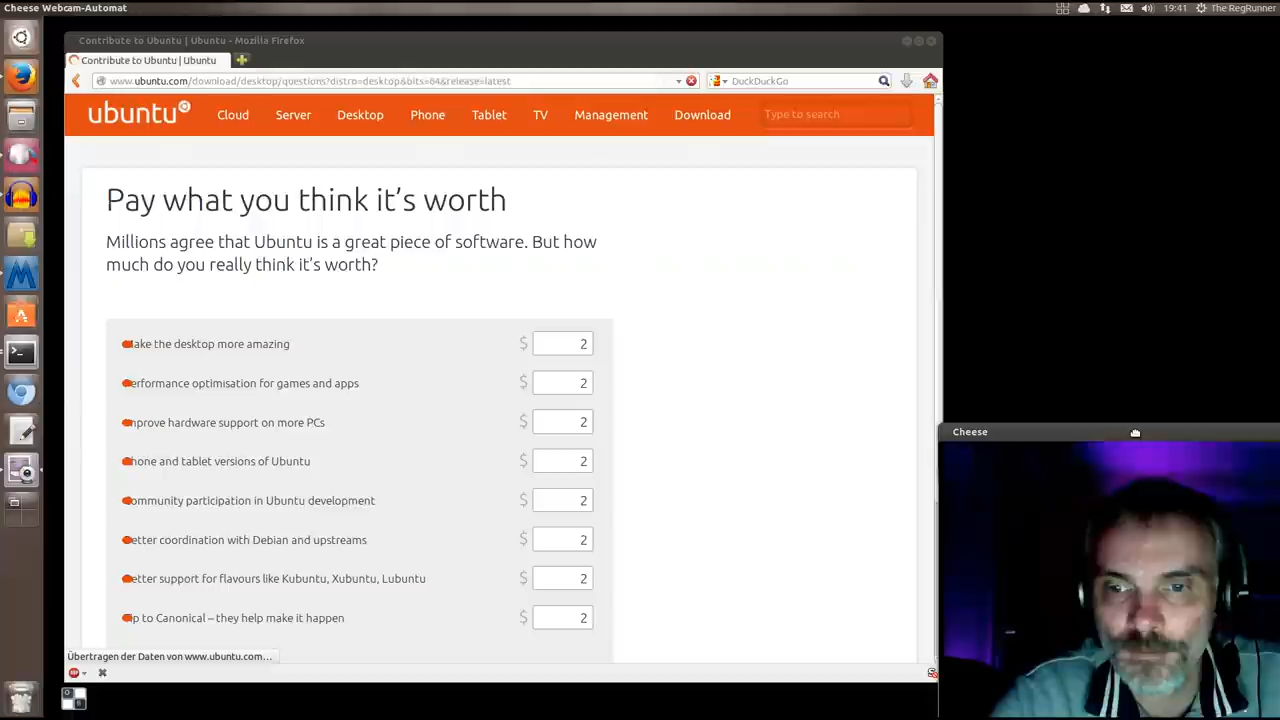 Cheese Webcam-Automat
19:41
The RegRunner
Contribute to Ubuntu | Ubuntu - Mozilla Firefox
Contribute to Ubuntu | Ubuntu
www.ubuntu.com/download/desktop/questions?distro=desktop&bits=64&release=latest
DuckDuckGo
ubuntu
Cloud Server Desktop Phone Tablet TV Management Download
Type to search
Pay what you think it's worth
Millions agree that Ubuntu is a great piece of software. But how
much do you really think it's worth?
ake the desktop more amazing $ 2
erformance optimisation for games and apps $ 2
mprove hardware support on more PCs $ 2
hone and tablet versions of Ubuntu $ 2
ommunity participation in Ubuntu development $ 2
etter coordination with Debian and upstreams $ 2
etter support for flavours like Kubuntu, Xubuntu, Lubuntu $ 2
ip to Canonical – they help make it happen $ 2
Cheese
Übertragen der Daten von www.ubuntu.com...
ABP